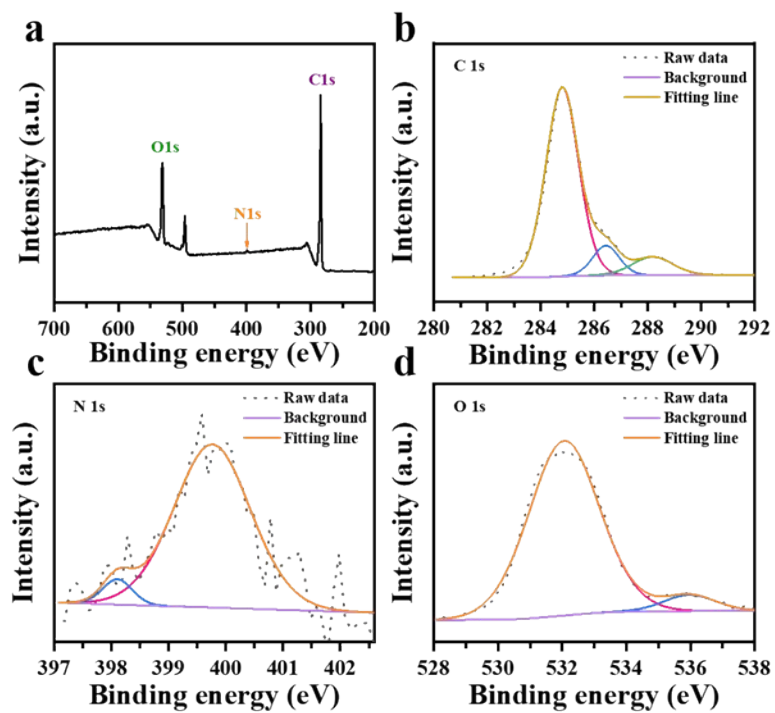 a
Intensity (a.u.)
C1s
O1s
N1s
700 600 500 400 300 200
Binding energy (eV)
b
Intensity (a.u.)
C 1s
Raw data
Background
Fitting line
280 282 284 286 288 290 292
Binding energy (eV)
c
Intensity (a.u.)
N 1s
Raw data
Background
Fitting line
397 398 399 400 401 402
Binding energy (eV)
d
Intensity (a.u.)
O 1s
Raw data
Background
Fitting line
528 530 532 534 536 538
Binding energy (eV)